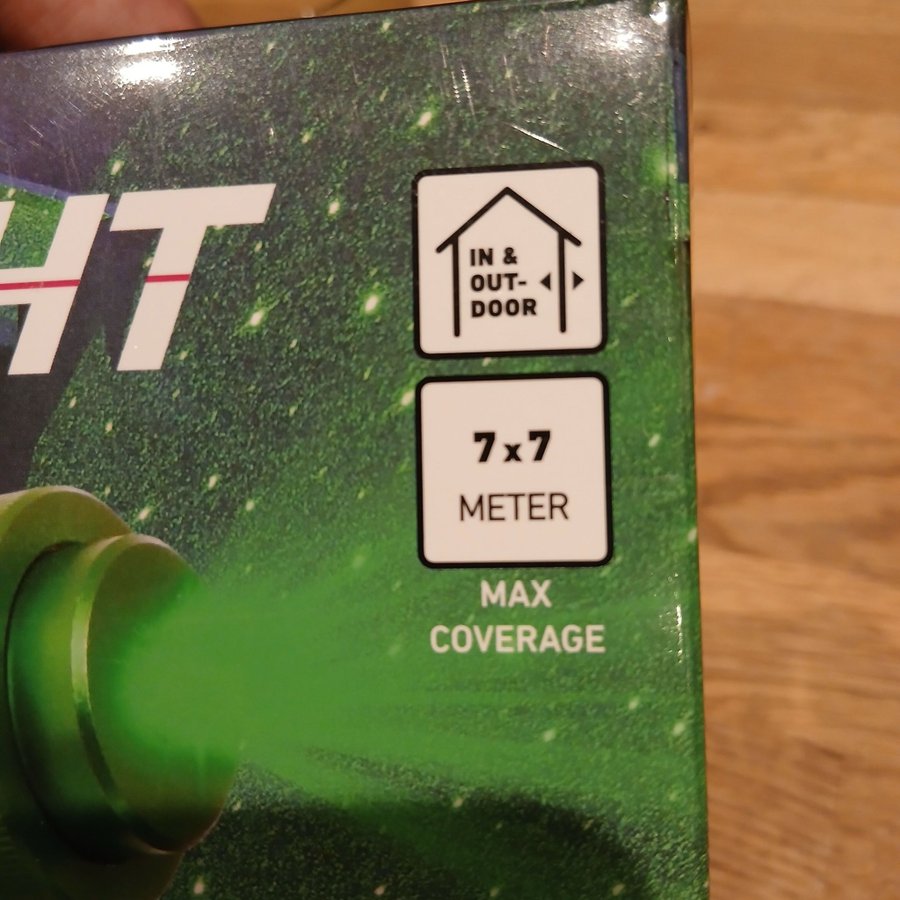 HT
IN &
OUT-
DOOR
7 x 7
METER
MAX
COVERAGE